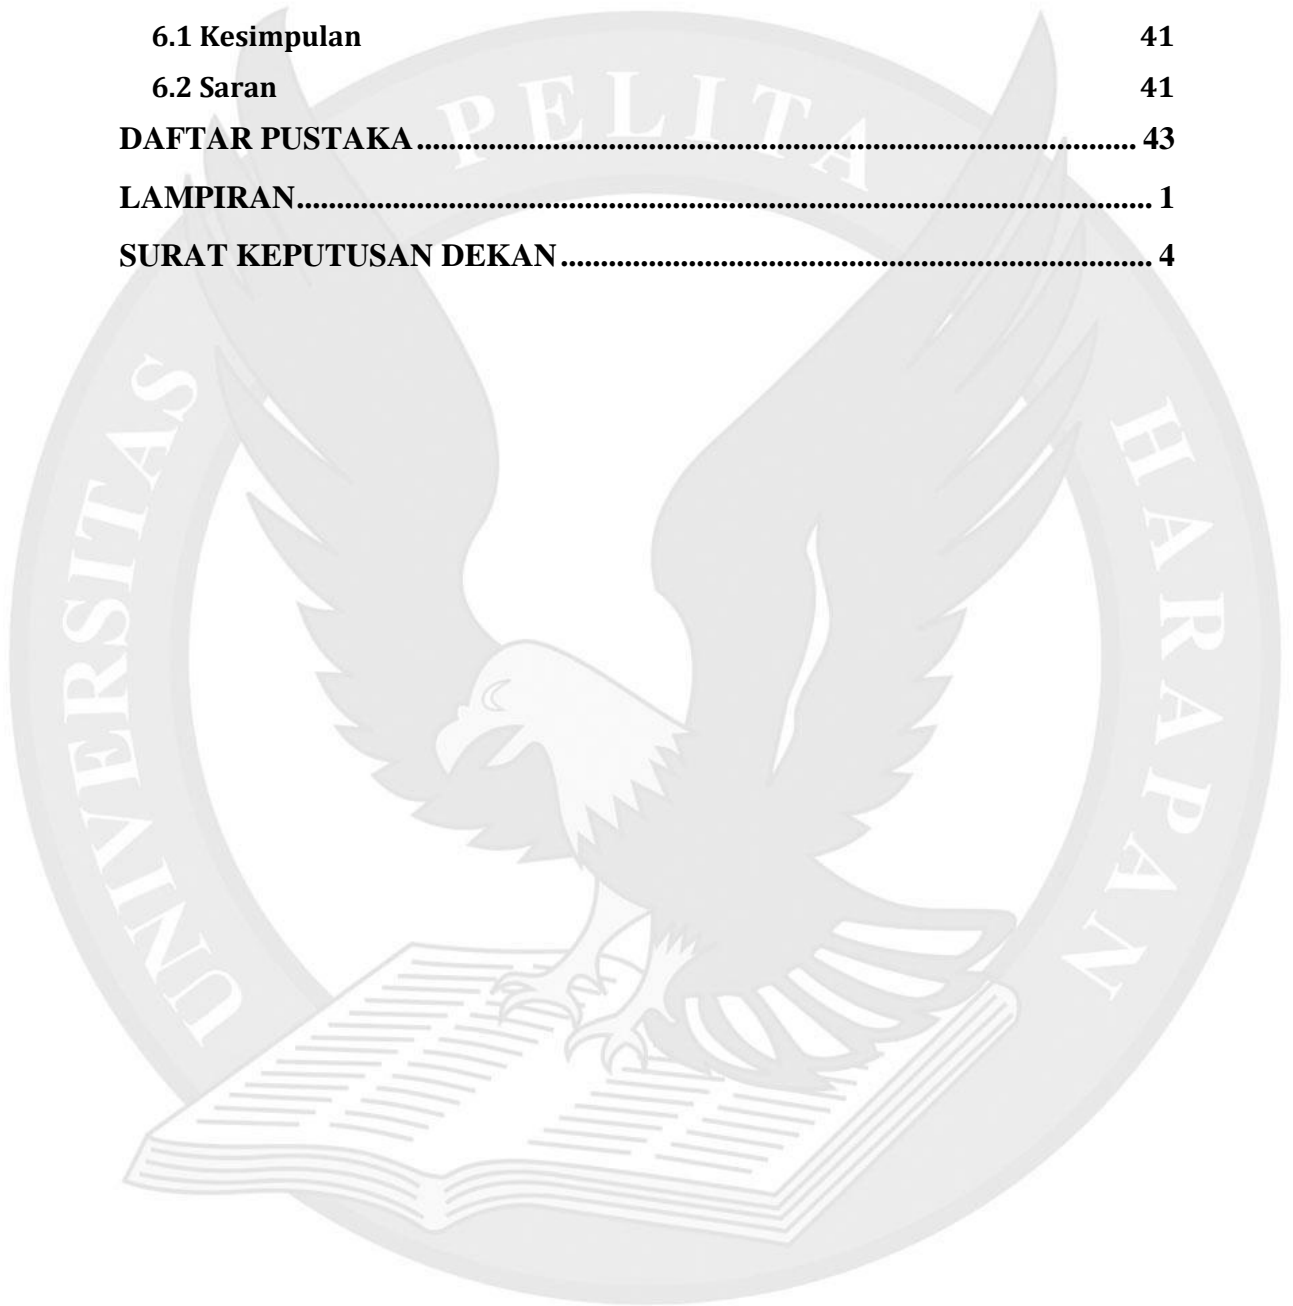 6.1 Kesimpulan 41
6.2 Saran 41
DAFTAR PUSTAKA.......................................................................................... 43
LAMPIRAN........................................................................................................... 1
SURAT KEPUTUSAN DEKAN.......................................................................... 4
UNIVERSITAS PELITA HARAPAN